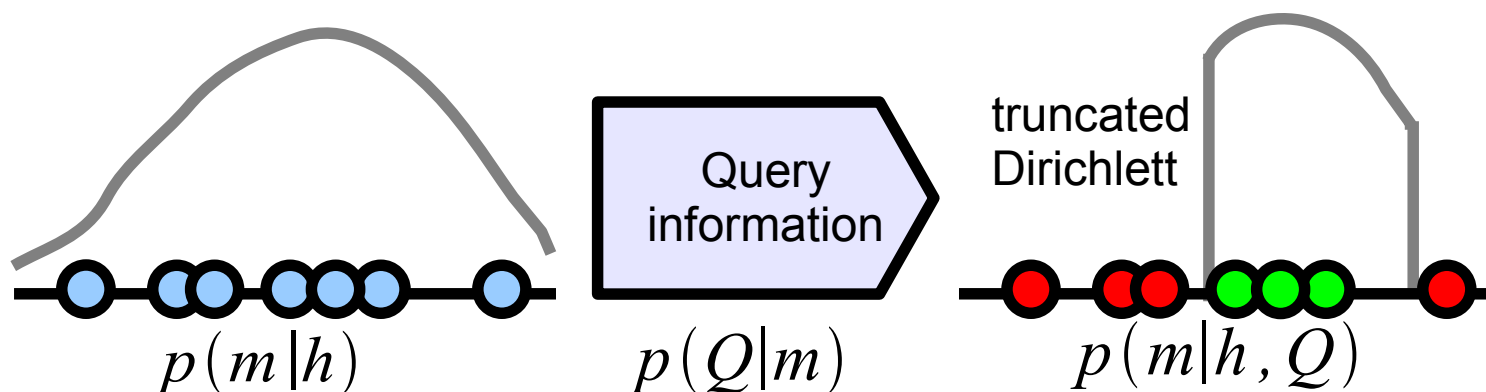 truncated
Dirichlett
Query
information
p(m|h)
p(Q|m)
p(m|h, Q)